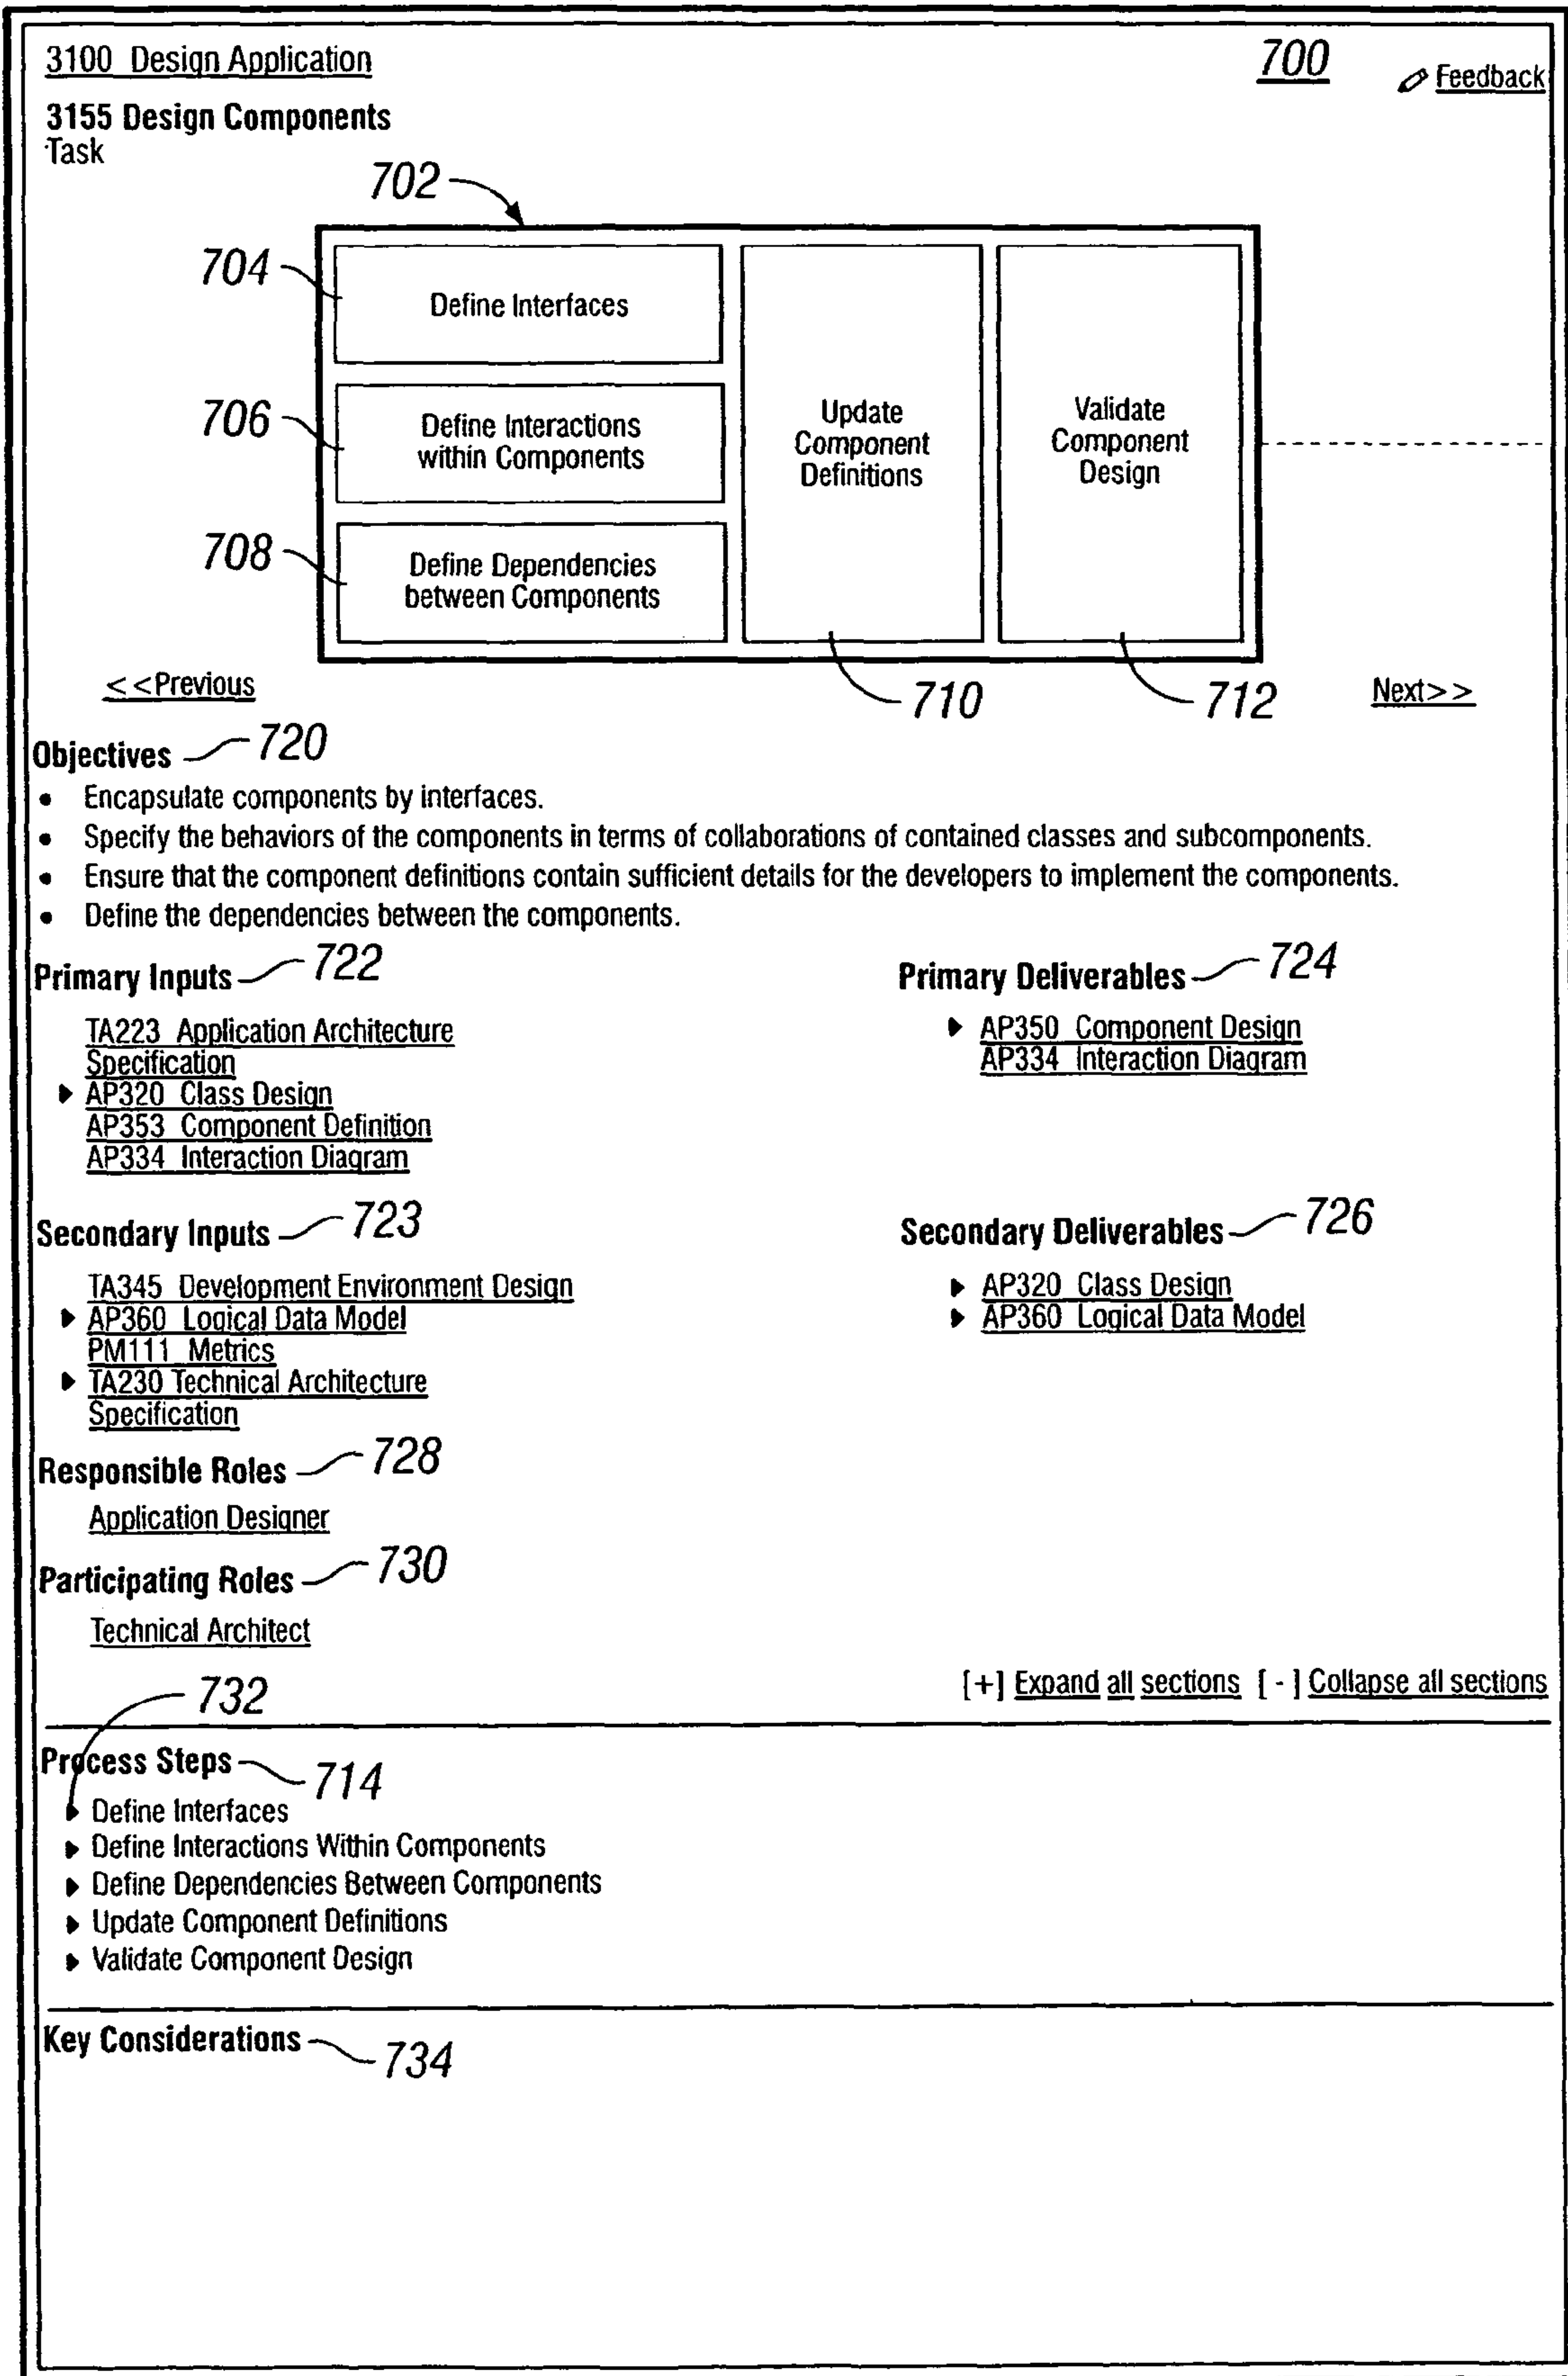 3100 Design Application
700
Feedback
3155 Design Components
Task
702
704
Define Interfaces
706
Define Interactions
within Components
708
Define Dependencies
between Components
Update
Component
Definitions
Validate
Component
Design
<<Previous
710
712
Next>>
Objectives 720
• Encapsulate components by interfaces.
• Specify the behaviors of the components in terms of collaborations of contained classes and subcomponents.
• Ensure that the component definitions contain sufficient details for the developers to implement the components.
• Define the dependencies between the components.
Primary Inputs 722
TA223 Application Architecture
Specification
AP320 Class Design
AP353 Component Definition
AP334 Interaction Diagram
Primary Deliverables 724
AP350 Component Design
AP334 Interaction Diagram
Secondary Inputs 723
TA345 Development Environment Design
AP360 Logical Data Model
PM111 Metrics
TA230 Technical Architecture
Specification
Secondary Deliverables 726
AP320 Class Design
AP360 Logical Data Model
Responsible Roles 728
Application Designer
Participating Roles 730
Technical Architect
[+] Expand all sections [-] Collapse all sections
732
Process Steps 714
Define Interfaces
Define Interactions Within Components
Define Dependencies Between Components
Update Component Definitions
Validate Component Design
Key Considerations 734